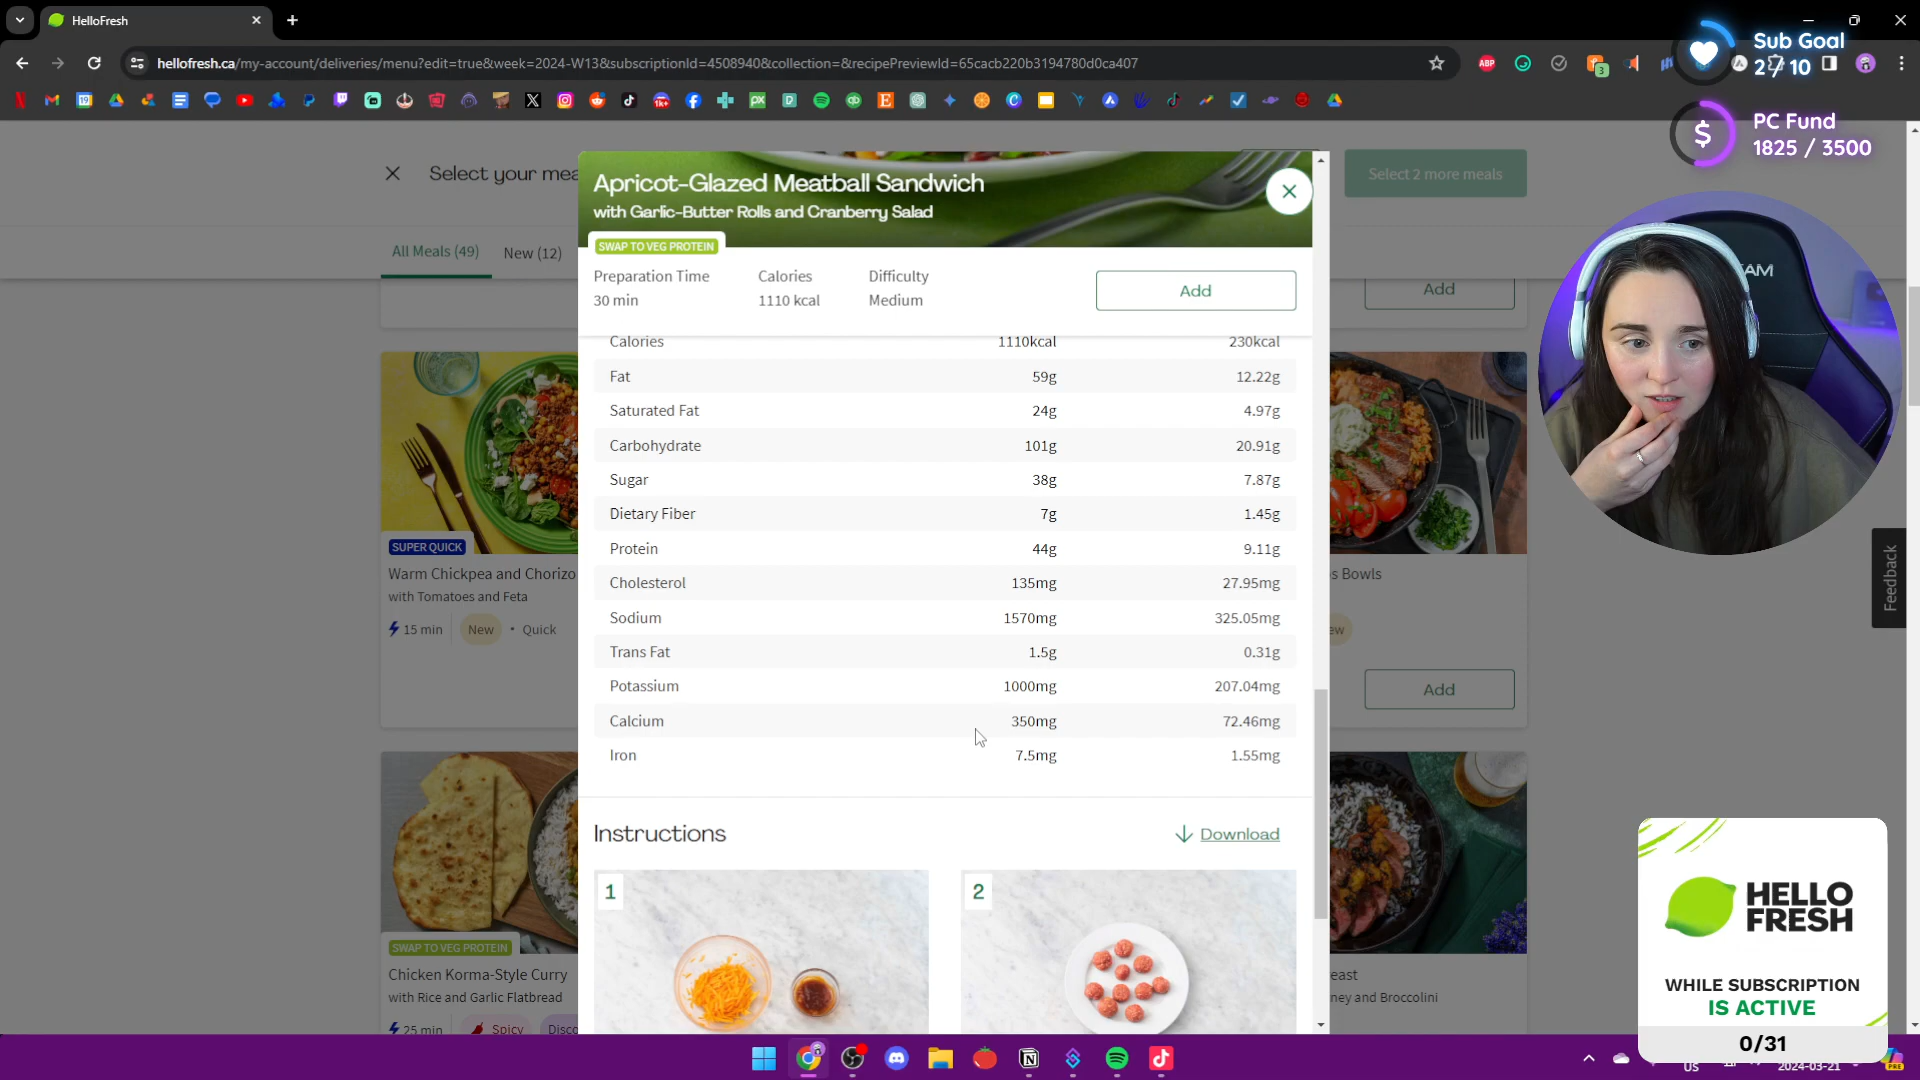 HelloFresh
hellofresh.ca/my-account/deliveries/menu?edit=true&week=2024-W13&subscriptionId=4508940&collection=&recipePreviewId=65cacb220b3194780d0ca407
Sub Goal
2 / 10
PC Fund
1825 / 3500
Select your mea
Select 2 more meals
All Meals (49)
New (12)
Apricot-Glazed Meatball Sandwich
with Garlic-Butter Rolls and Cranberry Salad
SWAP TO VEG PROTEIN
Preparation Time
30 min
Calories
1110 kcal
Difficulty
Medium
Add
Calories 1110kcal 230kcal
Fat 59g 12.22g
Saturated Fat 24g 4.97g
Carbohydrate 101g 20.91g
Sugar 38g 7.87g
Dietary Fiber 7g 1.45g
Protein 44g 9.11g
Cholesterol 135mg 27.95mg
Sodium 1570mg 325.05mg
Trans Fat 1.5g 0.31g
Potassium 1000mg 207.04mg
Calcium 350mg 72.46mg
Iron 7.5mg 1.55mg
Instructions
Download
1
2
SUPER QUICK
Warm Chickpea and Chorizo
with Tomatoes and Feta
15 min
New
• Quick
SWAP TO VEG PROTEIN
Chicken Korma-Style Curry
with Rice and Garlic Flatbread
25 min
Spicy
Disco
Add
s Bowls
ew
Add
east
ney and Broccolini
Feedback
HELLO
FRESH
WHILE SUBSCRIPTION
IS ACTIVE
0/31
US
2024-03-21